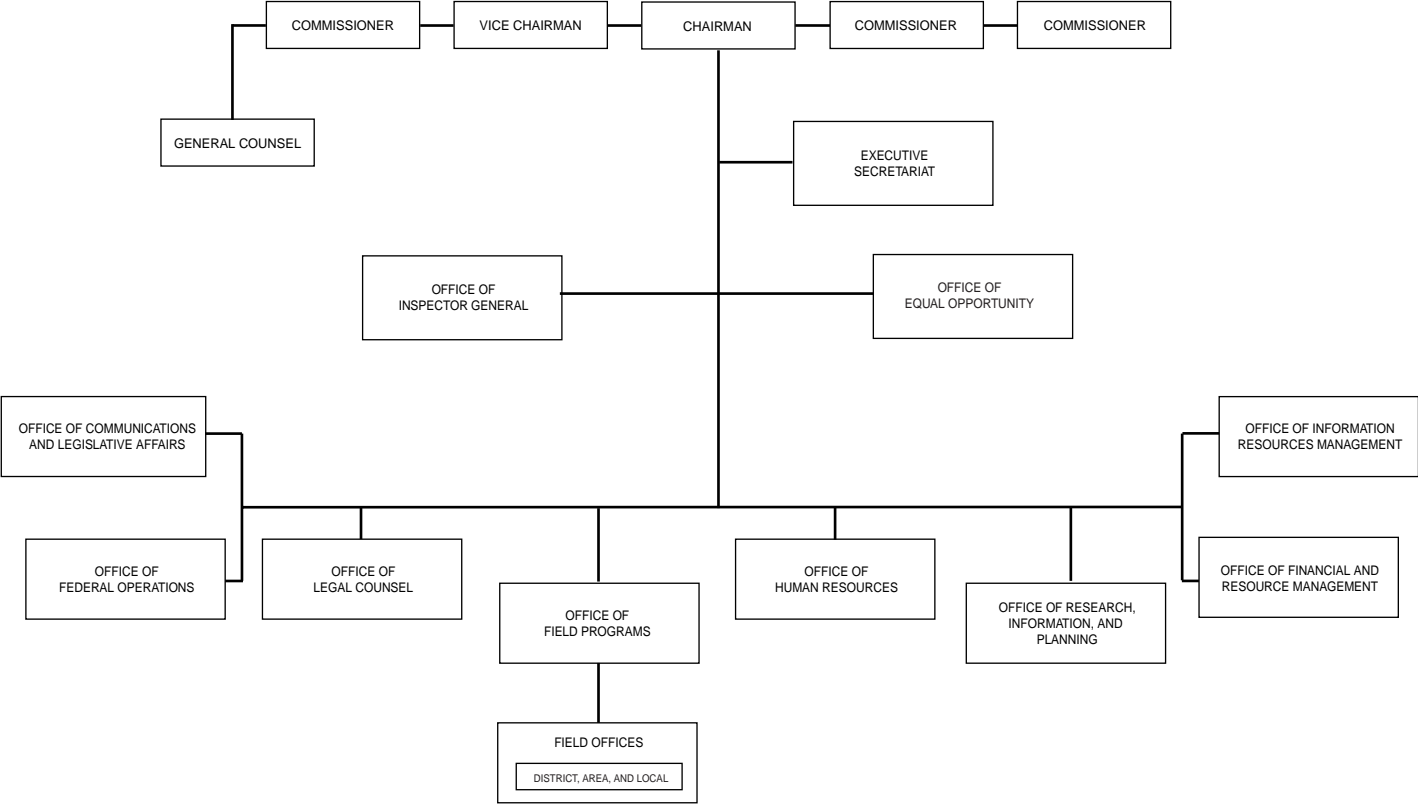 COMMISSIONER
VICE CHAIRMAN
CHAIRMAN
COMMISSIONER
COMMISSIONER
GENERAL COUNSEL
EXECUTIVE
SECRETARIAT
OFFICE OF
INSPECTOR GENERAL
OFFICE OF
EQUAL OPPORTUNITY
OFFICE OF COMMUNICATIONS
AND LEGISLATIVE AFFAIRS
OFFICE OF INFORMATION
RESOURCES MANAGEMENT
OFFICE OF
FEDERAL OPERATIONS
OFFICE OF
LEGAL COUNSEL
OFFICE OF
FIELD PROGRAMS
OFFICE OF
HUMAN RESOURCES
OFFICE OF RESEARCH,
INFORMATION, AND
PLANNING
OFFICE OF FINANCIAL AND
RESOURCE MANAGEMENT
FIELD OFFICES
DISTRICT, AREA, AND LOCAL